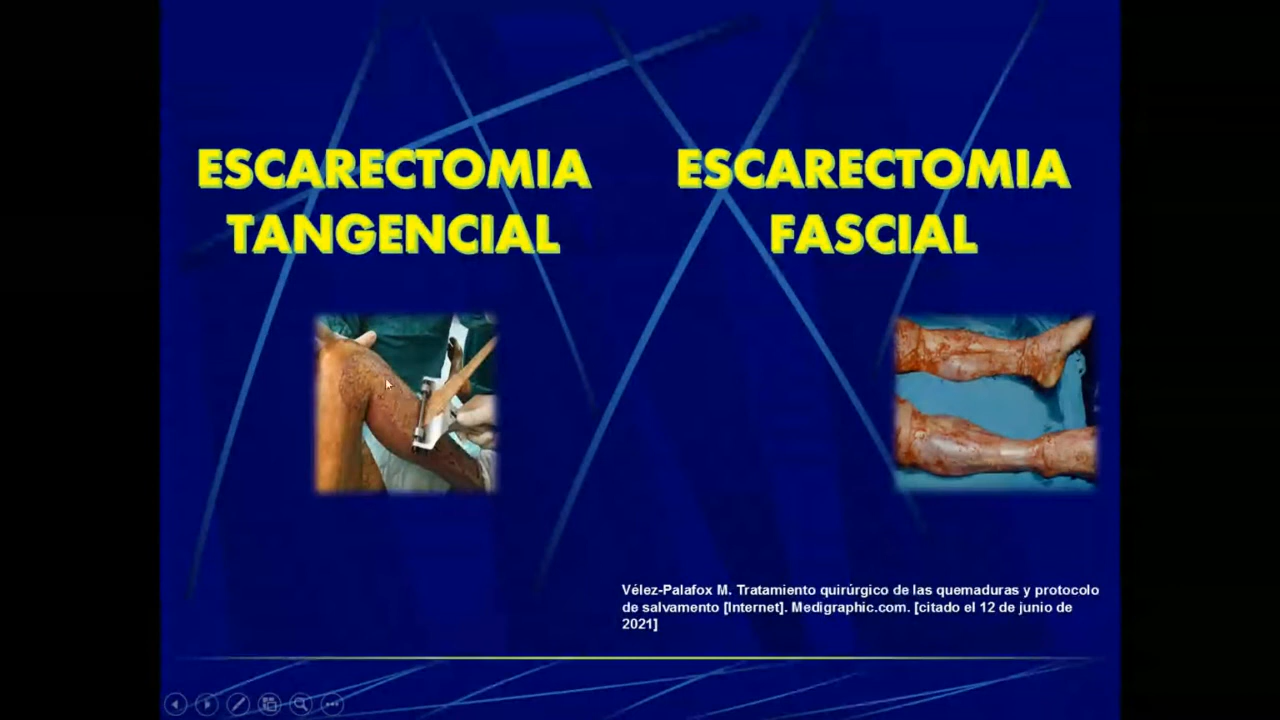 ESCARECTOMIA
TANGENCIAL
ESCARECTOMIA
FASCIAL
Vélez-Palafox M. Tratamiento quirúrgico de las quemaduras y protocolo
de salvamento [Internet]. Medigraphic.com. [citado el 12 de junio de
2021]